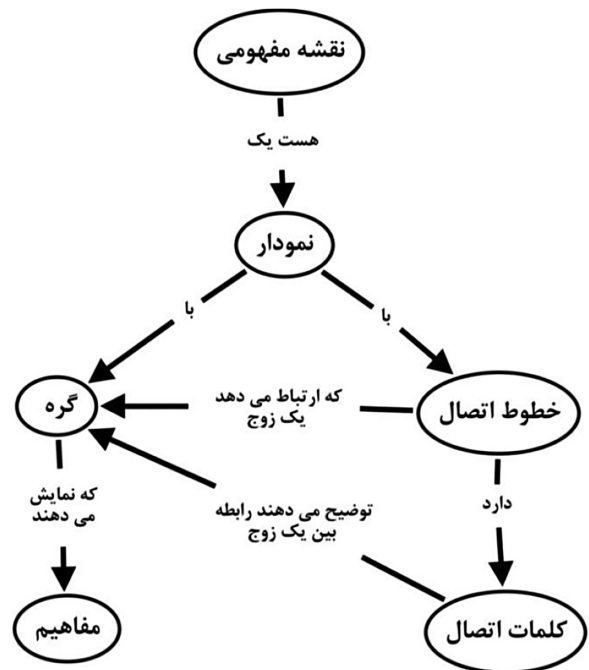 نقشه مفهومی
هست یک
نمودار
با
با
خطوط اتصال
که ارتباط می دهد
یک زوج
گره
دارد
توضیح می دهند رابطه
بین یک زوج
که نمایش
می دهند
کلمات اتصال
مفاهیم